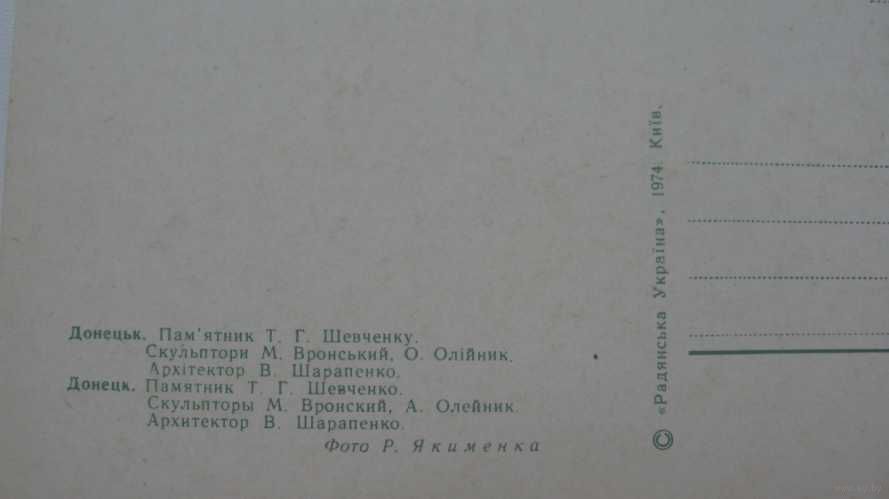 Донецьк. Пам'ятник Т. Г. Шевченку.
Скульптори М. Вронський, О. Олійник.
Архітектор В. Шарапенко.
Донецк. Памятник Т. Г. Шевченко.
Скульпторы М. Вронский, А. Олейник.
Архитектор В. Шарапенко.
Фото Р. Якименка
© «Радянська Україна», 1974. Київ.